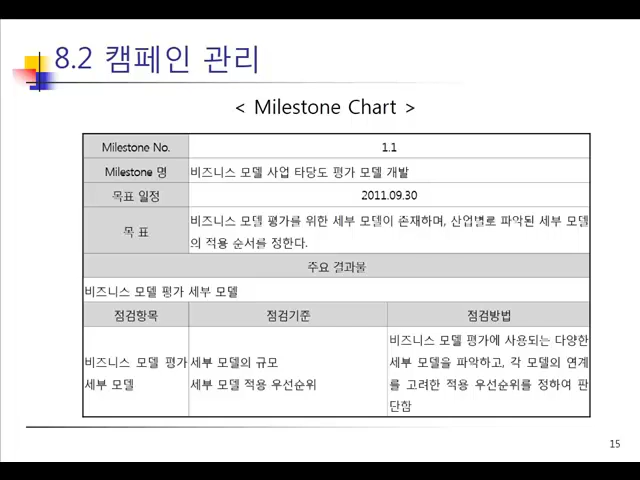 8.2 캠페인 관리
< Milestone Chart >
Milestone No. 1.1
Milestone 명 비즈니스 모델 사업 타당도 평가 모델 개발
목표 일정 2011.09.30
목 표 비즈니스 모델 평가를 위한 세부 모델이 존재하며, 산업별로 파악된 세부 모델
의 적용 순서를 정한다.
주요 결과물
비즈니스 모델 평가 세부 모델
점검항목 점검기준 점검방법
비즈니스 모델 평가
세부 모델
세부 모델의 규모
세부 모델 적용 우선순위
비즈니스 모델 평가에 사용되는 다양한
세부 모델을 파악하고, 각 모델의 연계
를 고려한 적용 우선순위를 정하여 판
단함
15